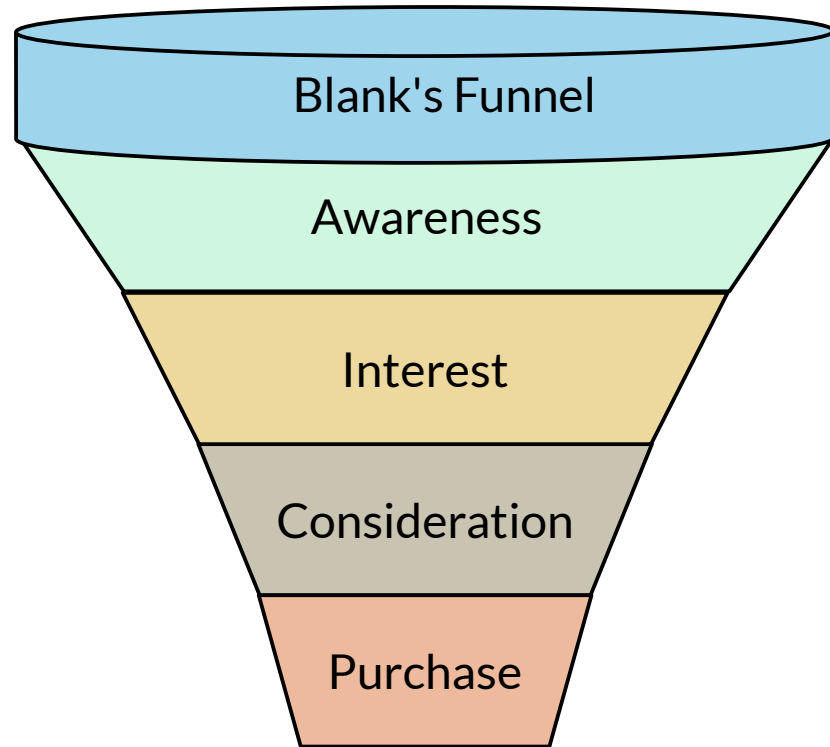 Blank's Funnel
Awareness
Interest
Consideration
Purchase